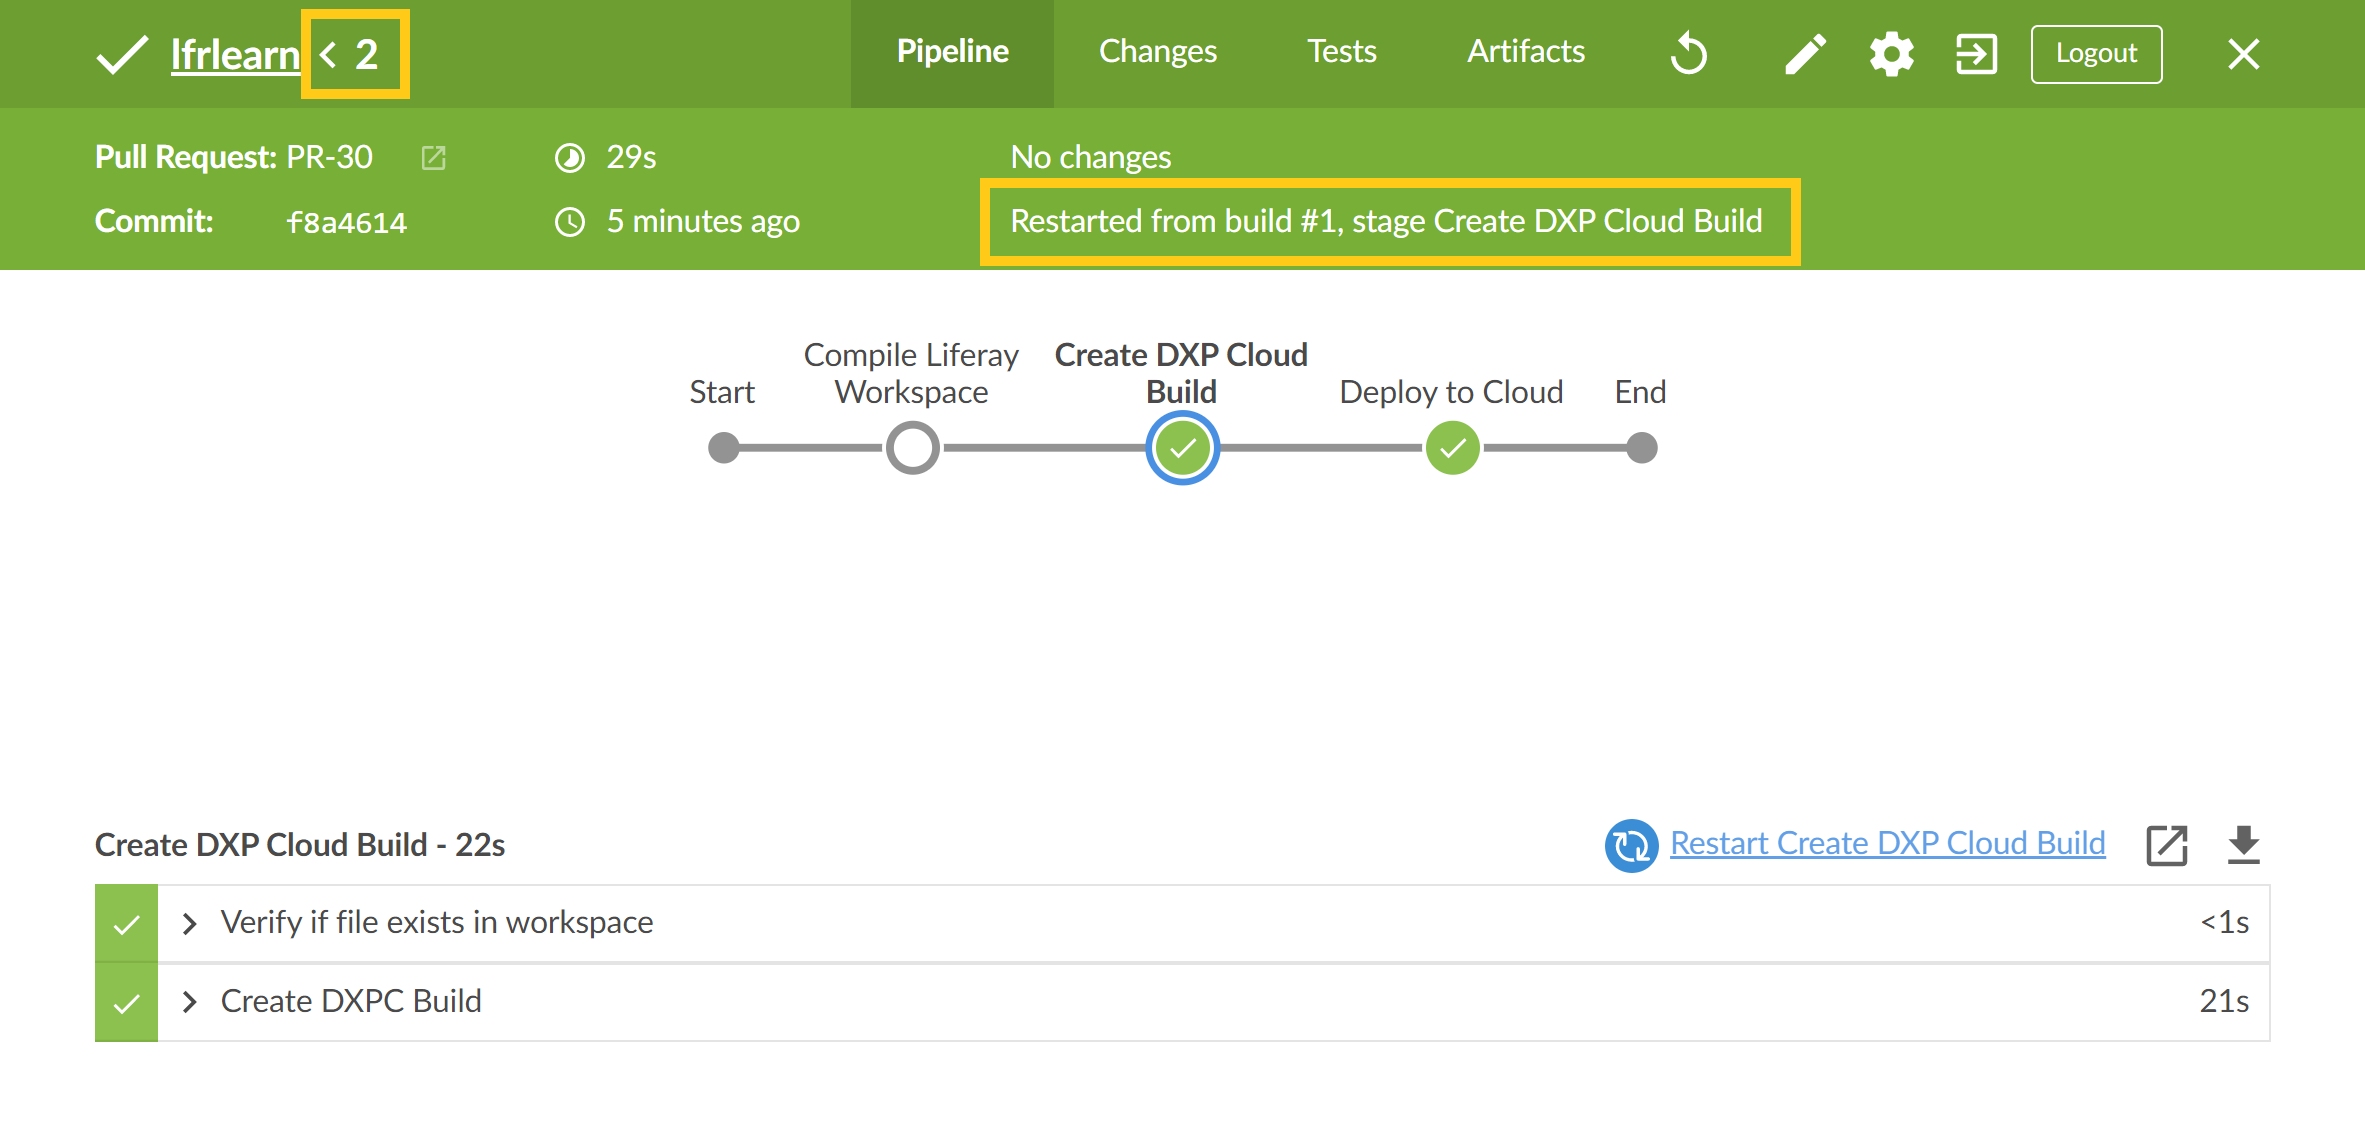 lfrlearn < 2
Pipeline
Changes
Tests
Artifacts
Logout
Pull Request: PR-30
29s
No changes
Commit: f8a4614
5 minutes ago
Restarted from build #1, stage Create DXP Cloud Build
Start
Compile Liferay
Workspace
Create DXP Cloud
Build
Deploy to Cloud
End
Create DXP Cloud Build - 22s
Restart Create DXP Cloud Build
Verify if file exists in workspace
<1s
Create DXPC Build
21s